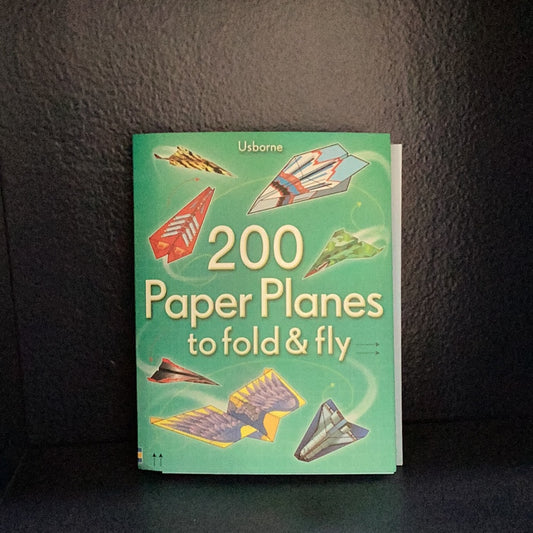 Usborne
200
Paper Planes
to fold & fly